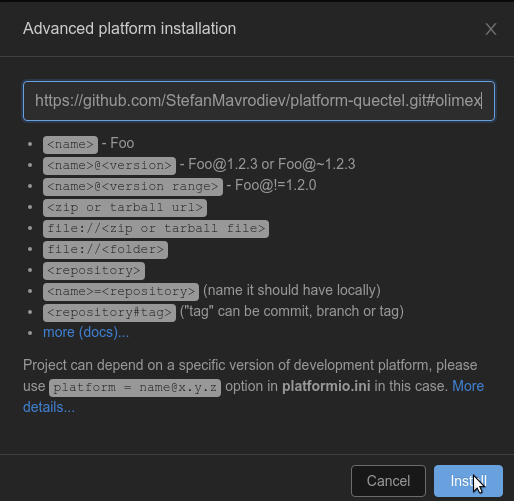 Advanced platform installation
https://github.com/StefanMavrodiev/platform-quectel.git#olimex
<name> - Foo
<name>@<version> - Foo@1.2.3 or Foo@~1.2.3
<name>@<version range> - Foo@!=1.2.0
<zip or tarball url>
file://<zip or tarball file>
file://<folder>
<repository>
<name>=<repository> (name it should have locally)
<repository#tag> ("tag" can be commit, branch or tag)
more (docs)...
Project can depend on a specific version of development platform, please
use platform = name@x.y.z option in platformio.ini in this case. More
details...
Cancel Install